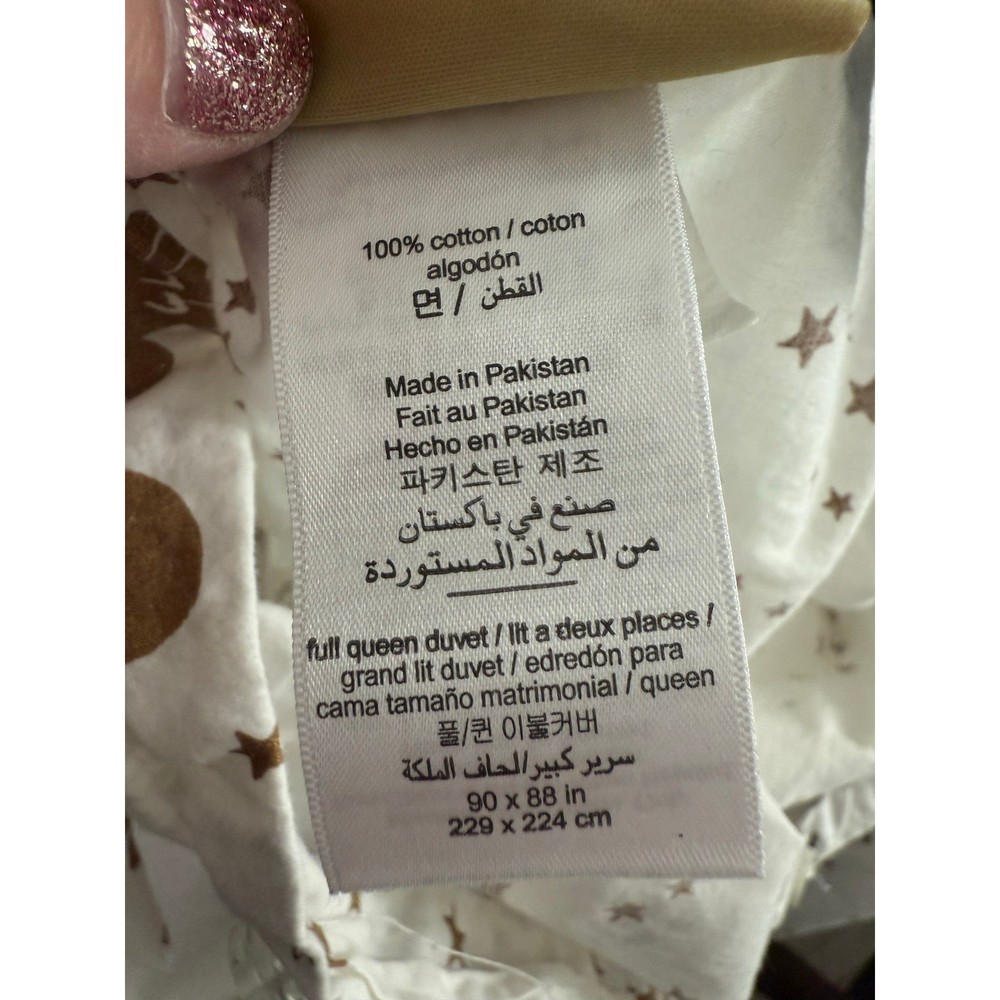 100% cotton / coton
algodón
면 / القطن
Made in Pakistan
Fait au Pakistan
Hecho en Pakistán
파키스탄 제조
صنع في باكستان
من المواد المستوردة
full queen duvet / lit a deux places /
grand lit duvet / edredón para
cama tamaño matrimonial / queen
풀/퀸 이불커버
سرير كبير/لحاف الملكة
90 x 88 in
229 x 224 cm